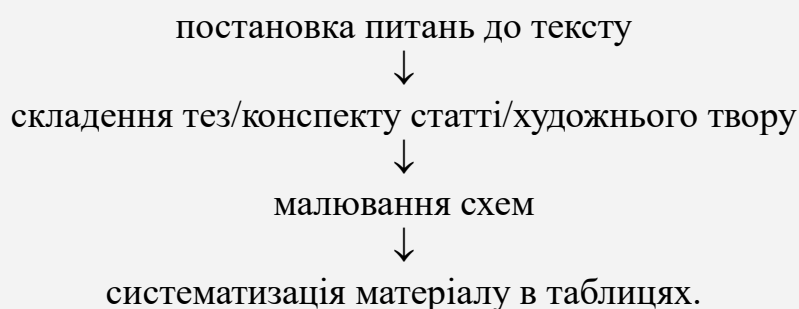 постановка питань до тексту
↓
складення тез/конспекту статті/художнього твору
↓
малювання схем
↓
систематизація матеріалу в таблицях.